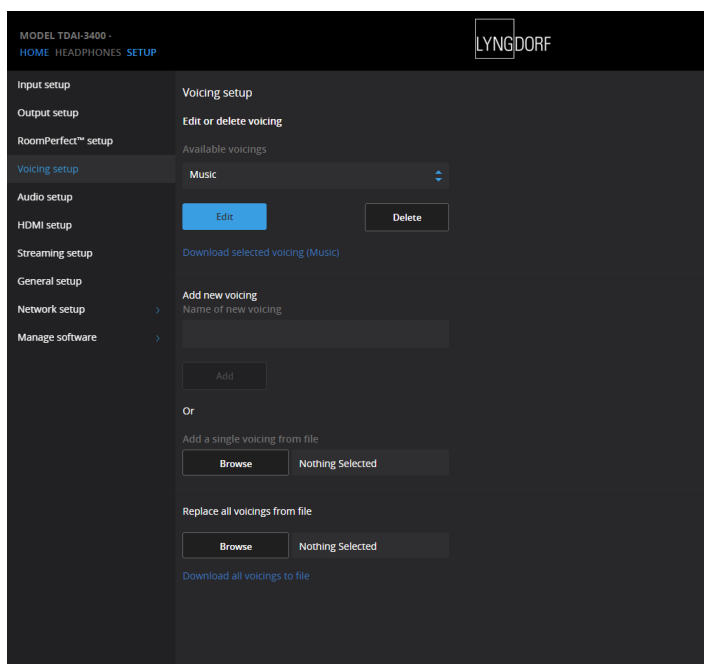 MODEL TDAI-3400 -
HOME HEADPHONES SETUP
LYNGDORF
Input setup
Output setup
RoomPerfect™ setup
Voicing setup
Audio setup
HDMI setup
Streaming setup
General setup
Network setup
Manage software
Voicing setup
Edit or delete voicing
Available voicings
Music
Edit Delete
Download selected voicing (Music)
Add new voicing
Name of new voicing
Add
Or
Add a single voicing from file
Browse Nothing Selected
Replace all voicings from file
Browse Nothing Selected
Download all voicings to file